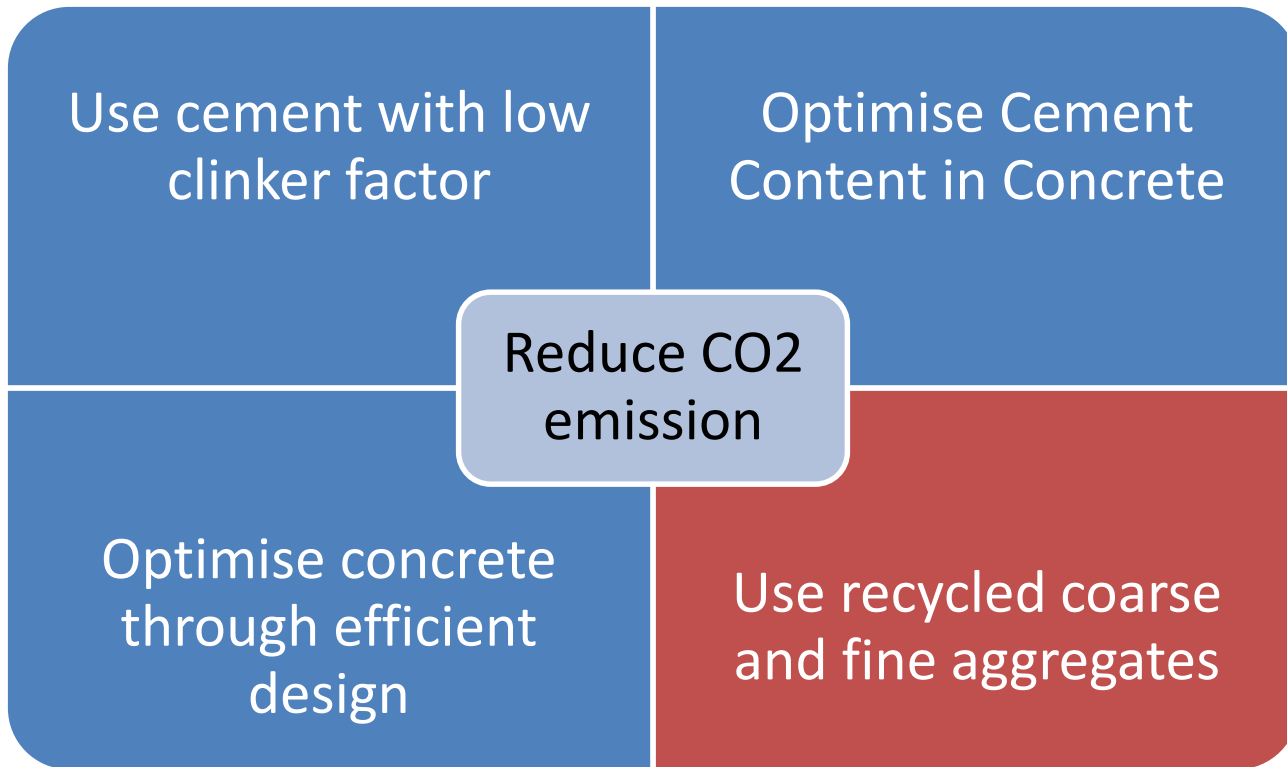 Use cement with low
clinker factor
Optimise Cement
Content in Concrete
Reduce CO2
emission
Optimise concrete
through efficient
design
Use recycled coarse
and fine aggregates